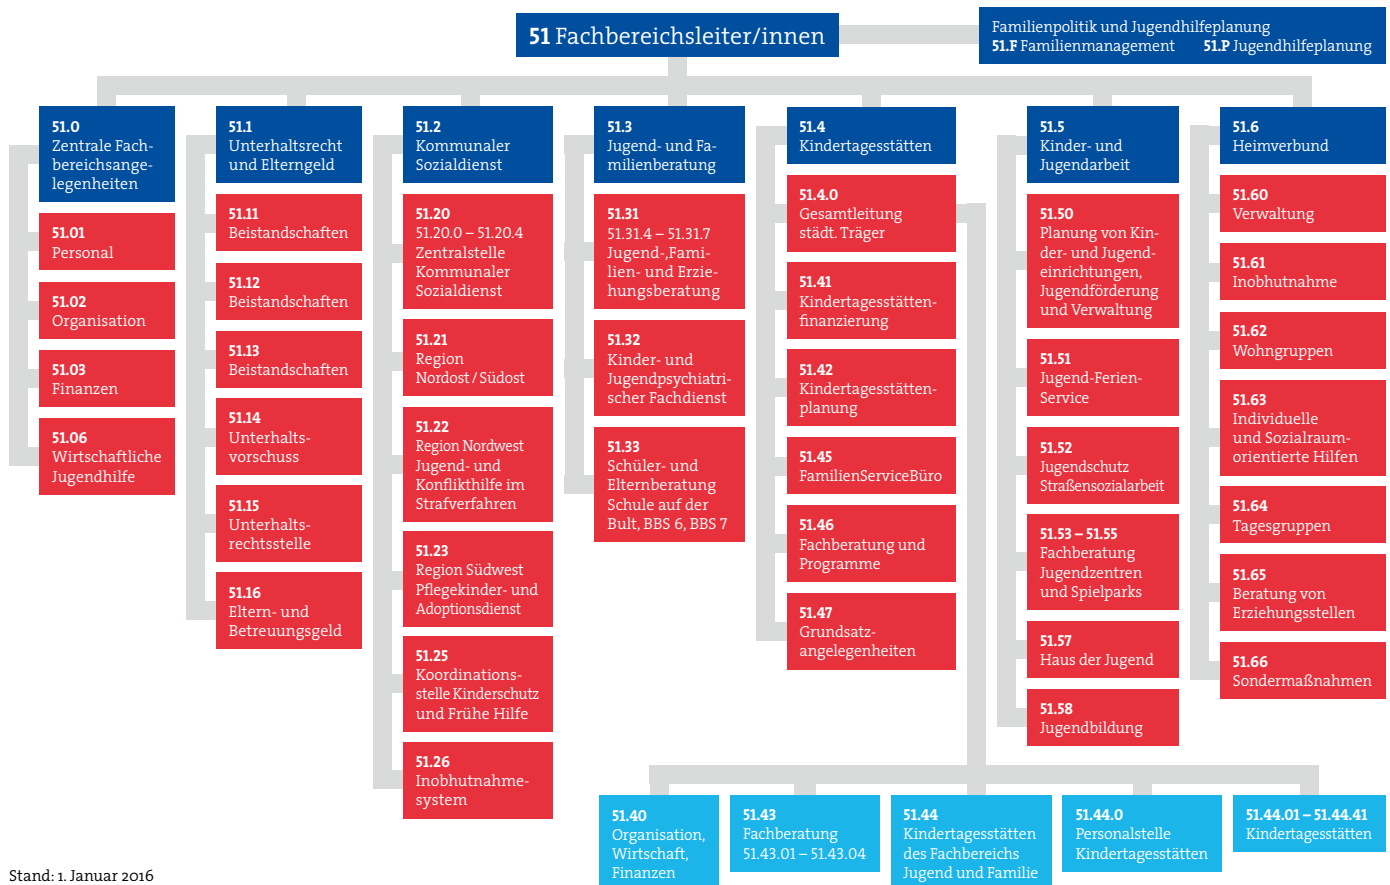 51 Fachbereichsleiter/innen
Familienpolitik und Jugendhilfeplanung
51.F Familienmanagement 51.P Jugendhilfeplanung
51.0
Zentrale Fach-
bereichsange-
legenheiten
51.01
Personal
51.02
Organisation
51.03
Finanzen
51.06
Wirtschaftliche
Jugendhilfe
51.1
Unterhaltsrecht
und Elterngeld
51.11
Beistandschaften
51.12
Beistandschaften
51.13
Beistandschaften
51.14
Unterhalts-
vorschuss
51.15
Unterhalts-
rechtsstelle
51.16
Eltern- und
Betreuungsgeld
51.2
Kommunaler
Sozialdienst
51.20
51.20.0 – 51.20.4
Zentralstelle
Kommunaler
Sozialdienst
51.21
Region
Nordost / Südost
51.22
Region Nordwest
Jugend- und
Konflikthilfe im
Strafverfahren
51.23
Region Südwest
Pflegekinder- und
Adoptionsdienst
51.25
Koordinations-
stelle Kinderschutz
und Frühe Hilfe
51.26
Inobhutnahme-
system
51.3
Jugend- und Fa-
milienberatung
51.31
51.31.4 – 51.31.7
Jugend-,Fami-
lien- und Erzie-
hungsberatung
51.32
Kinder- und
Jugendpsychiatri-
scher Fachdienst
51.33
Schüler- und
Elternberatung
Schule auf der
Bult, BBS 6, BBS 7
51.4
Kindertagesstätten
51.4.0
Gesamtleitung
städt. Träger
51.41
Kindertagesstätten-
finanzierung
51.42
Kindertagesstätten-
planung
51.45
FamilienServiceBüro
51.46
Fachberatung und
Programme
51.47
Grundsatz-
angelegenheiten
51.5
Kinder- und
Jugendarbeit
51.50
Planung von Kin-
der- und Jugend-
einrichtungen,
Jugendförderung
und Verwaltung
51.51
Jugend-Ferien-
Service
51.52
Jugendschutz
Straßensozialarbeit
51.53 – 51.55
Fachberatung
Jugendzentren
und Spielparks
51.57
Haus der Jugend
51.58
Jugendbildung
51.6
Heimverbund
51.60
Verwaltung
51.61
Inobhutnahme
51.62
Wohngruppen
51.63
Individuelle
und Sozialraum-
orientierte Hilfen
51.64
Tagesgruppen
51.65
Beratung von
Erziehungsstellen
51.66
Sondermaßnahmen
51.40
Organisation,
Wirtschaft,
Finanzen
51.43
Fachberatung
51.43.01 – 51.43.04
51.44
Kindertagesstätten
des Fachbereichs
Jugend und Familie
51.44.0
Personalstelle
Kindertagesstätten
51.44.01 – 51.44.41
Kindertagesstätten
Stand: 1. Januar 2016